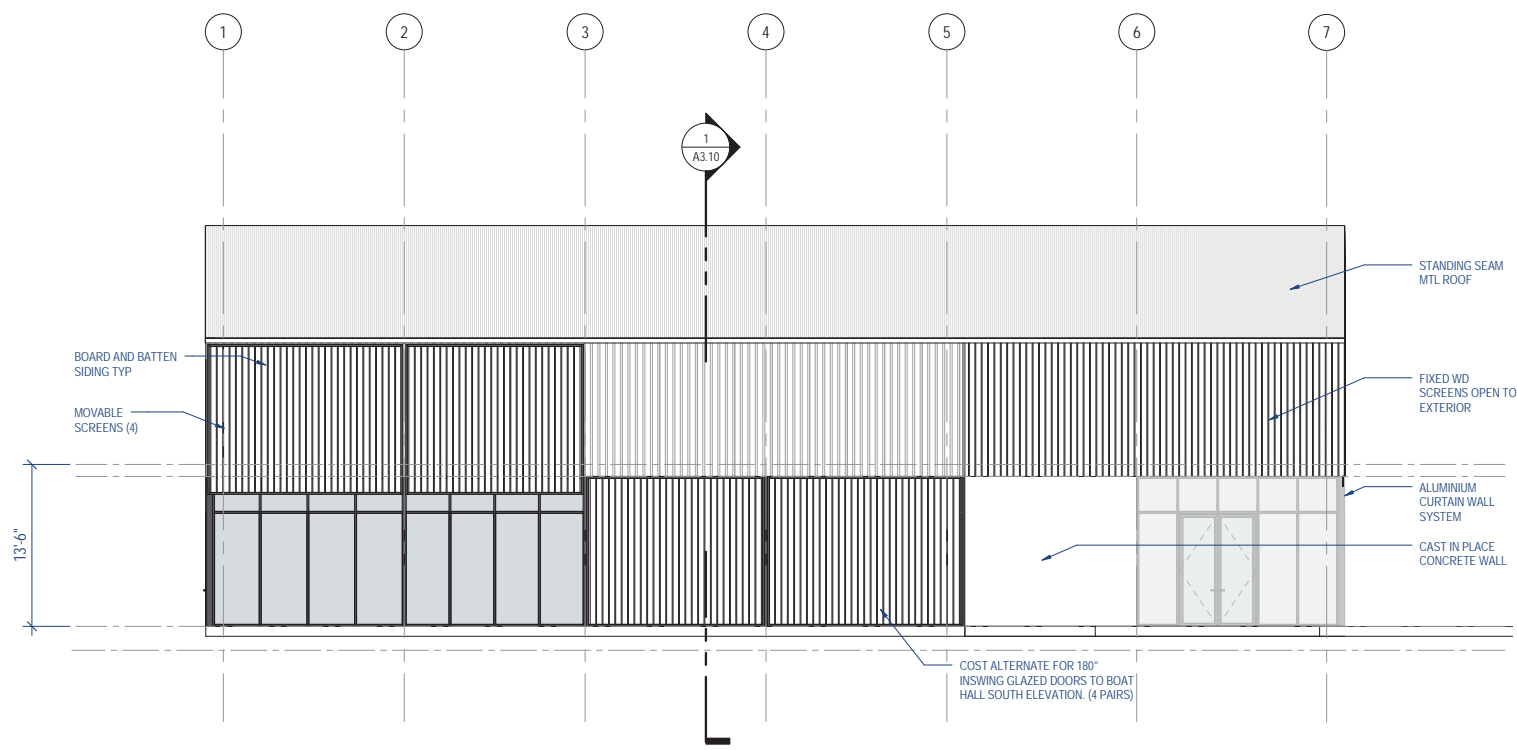 1
2
3
4
5
6
7
1
A3.10
STANDING SEAM
MTL ROOF
BOARD AND BATTEN
SIDING TYP
MOVABLE
SCREENS (4)
FIXED WD
SCREENS OPEN TO
EXTERIOR
13'-6"
ALUMINIUM
CURTAIN WALL
SYSTEM
CAST IN PLACE
CONCRETE WALL
COST ALTERNATE FOR 180°
INSWING GLAZED DOORS TO BOAT
HALL SOUTH ELEVATION. (4 PAIRS)